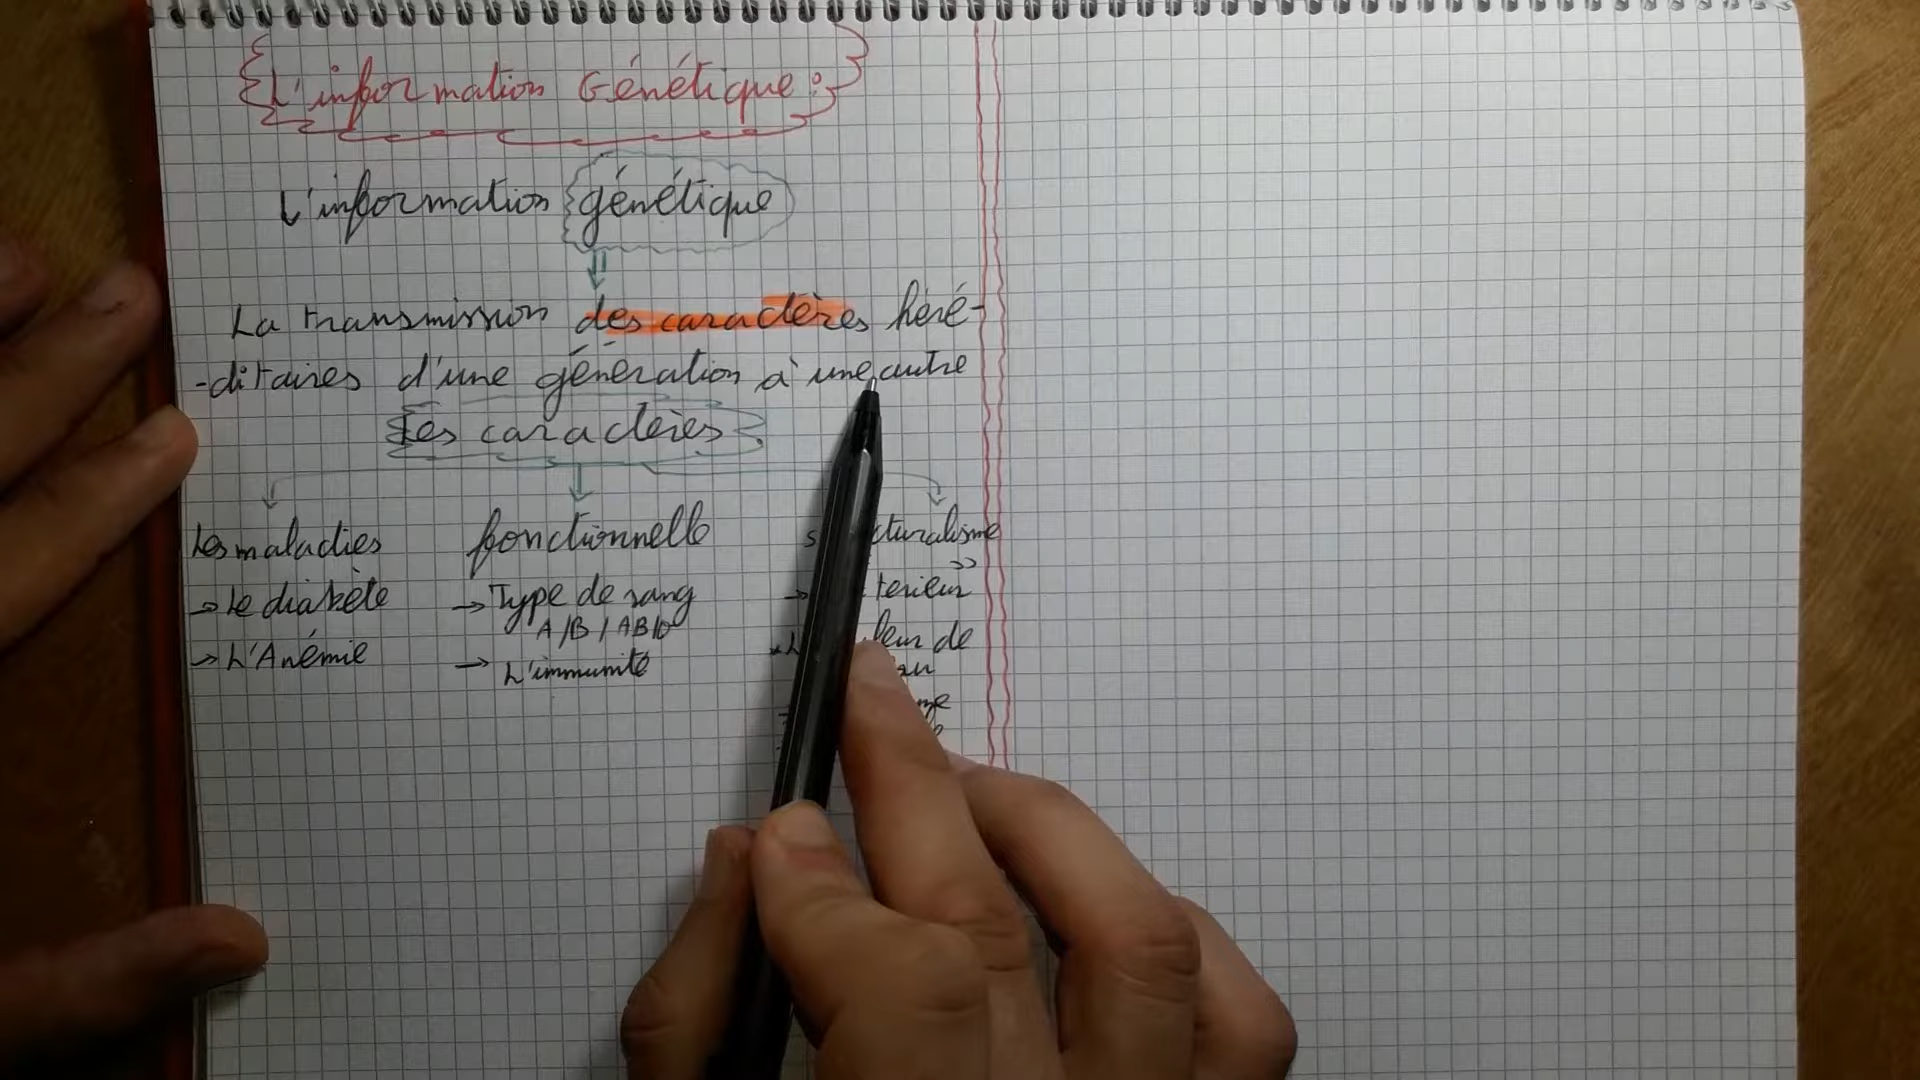 L'information Génétique :
L'information génétique
La transmission des caractères héré-
-ditaires d'une génération à une autre
Les caractères
Les maladies
→ Le diabète
→ L'Anémie
fonctionnelle
→ Type de sang
A/B/AB/O
→ L'immunité
de